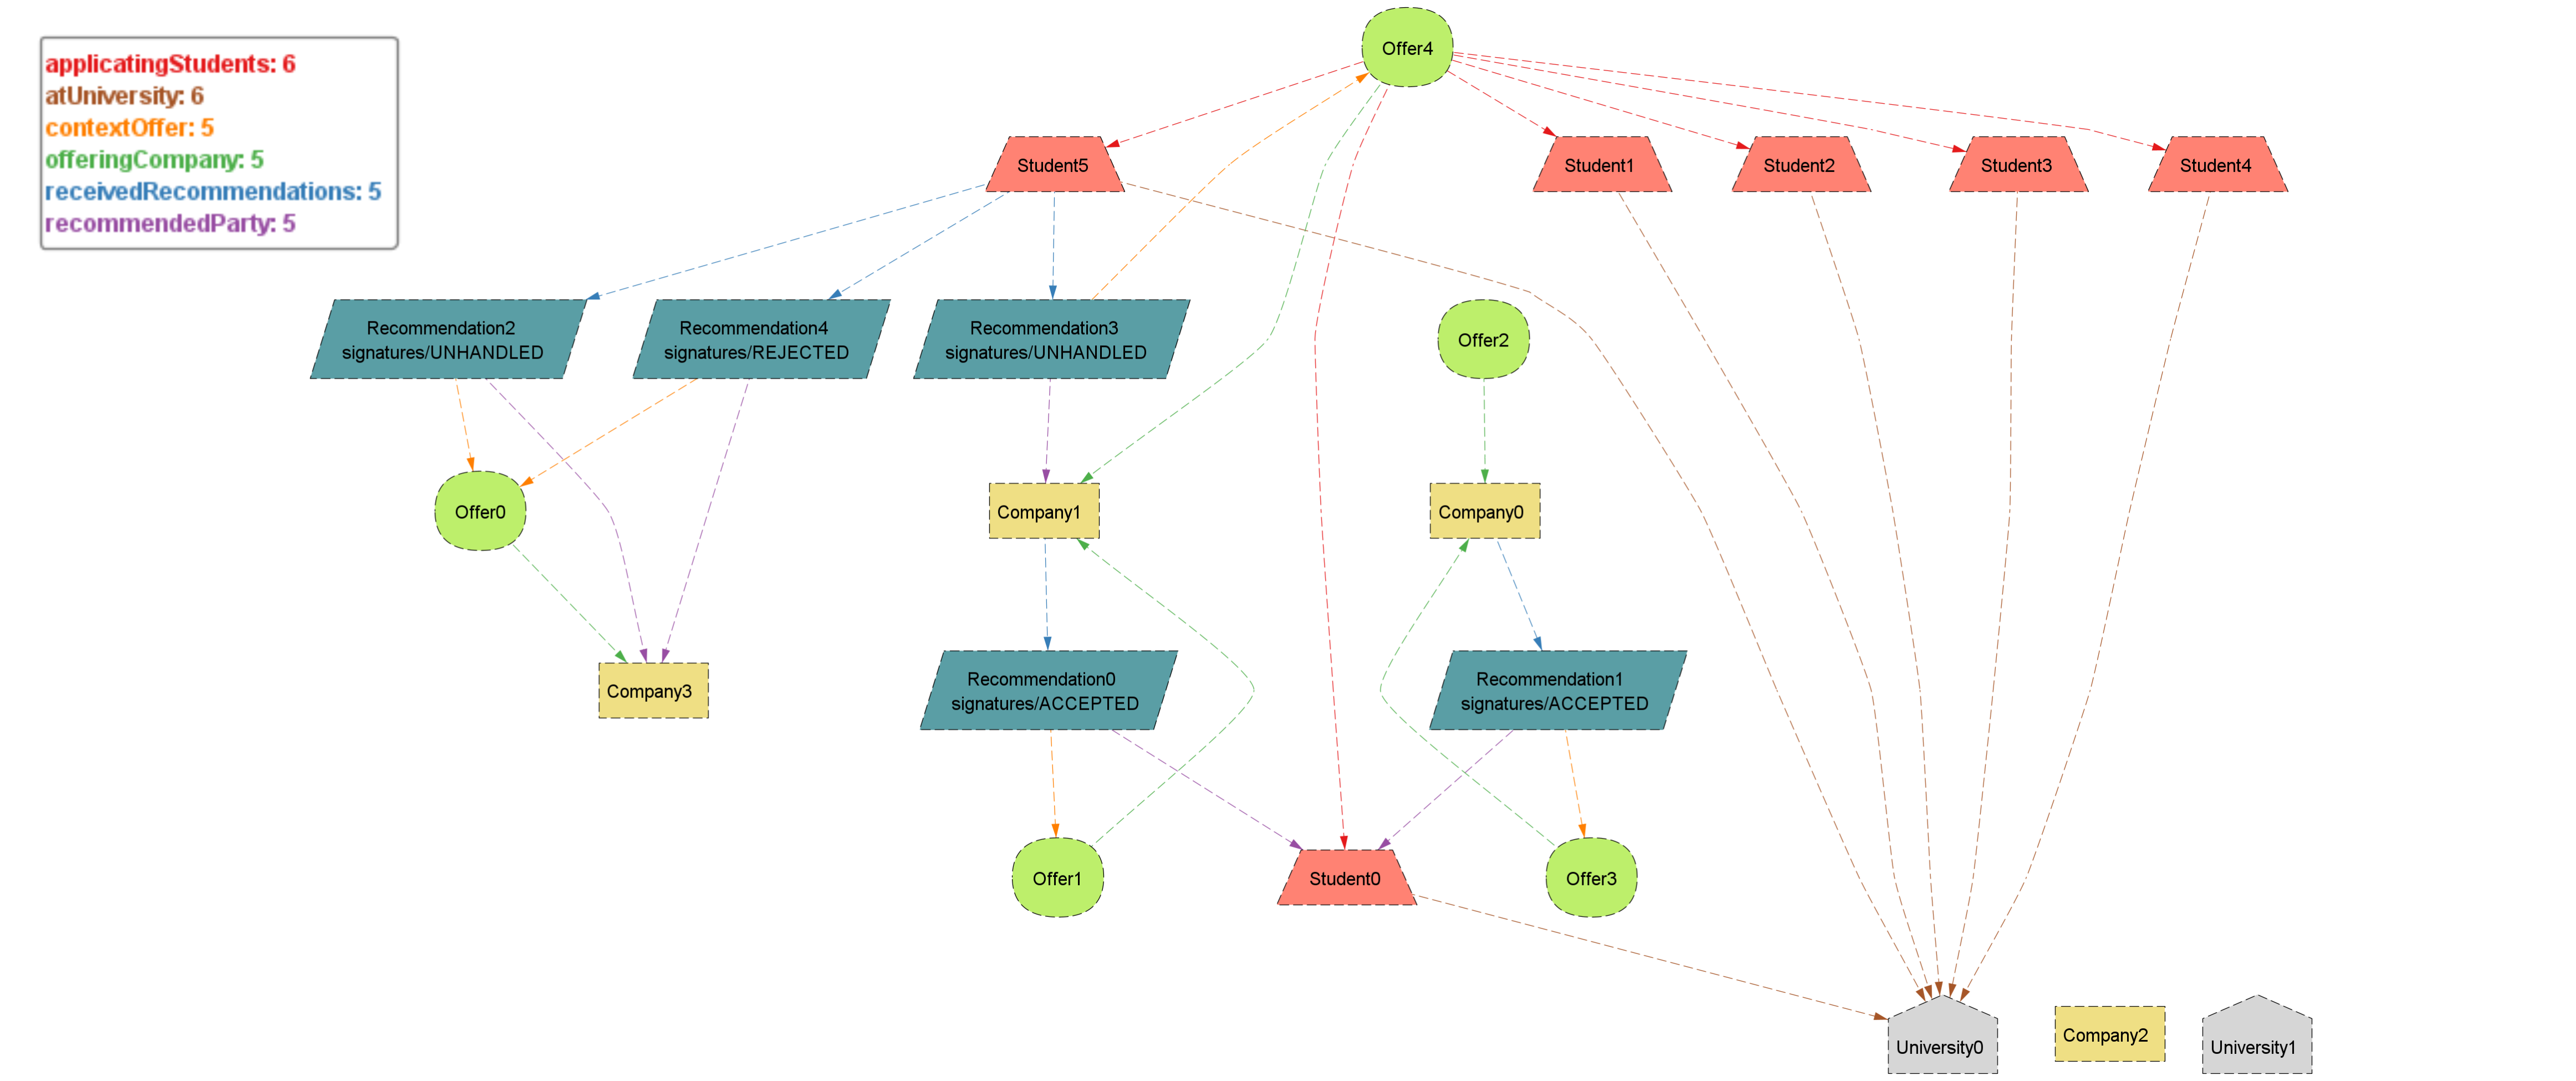 applicatingStudents: 6
atUniversity: 6
contextOffer: 5
offeringCompany: 5
receivedRecommendations: 5
recommendedParty: 5
Offer4
Student5
Student1
Student2
Student3
Student4
Recommendation2
signatures/UNHANDLED
Recommendation4
signatures/REJECTED
Recommendation3
signatures/UNHANDLED
Offer2
Offer0
Company1
Company0
Company3
Recommendation0
signatures/ACCEPTED
Recommendation1
signatures/ACCEPTED
Offer1
Student0
Offer3
University0
Company2
University1